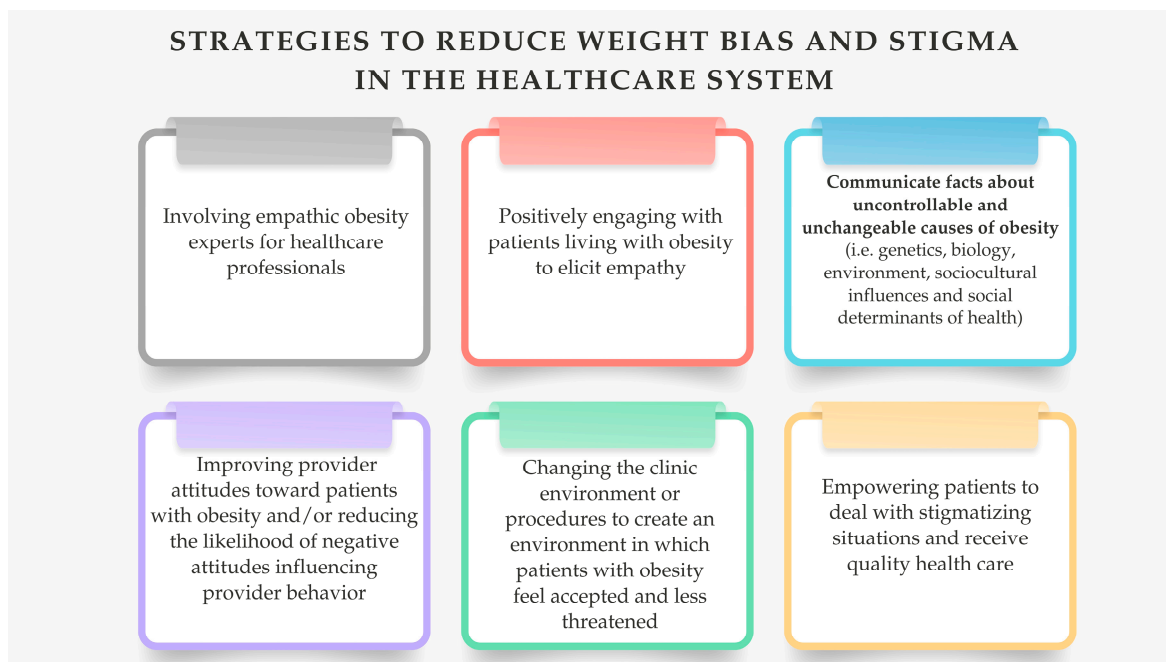 STRATEGIES TO REDUCE WEIGHT BIAS AND STIGMA
IN THE HEALTHCARE SYSTEM
Involving empathic obesity
experts for healthcare
professionals
Positively engaging with
patients living with obesity
to elicit empathy
Communicate facts about
uncontrollable and
unchangeable causes of obesity
(i.e. genetics, biology,
environment, sociocultural
influences and social
determinants of health)
Improving provider
attitudes toward patients
with obesity and/or reducing
the likelihood of negative
attitudes influencing
provider behavior
Changing the clinic
environment or
procedures to create an
environment in which
patients with obesity
feel accepted and less
threatened
Empowering patients to
deal with stigmatizing
situations and receive
quality health care